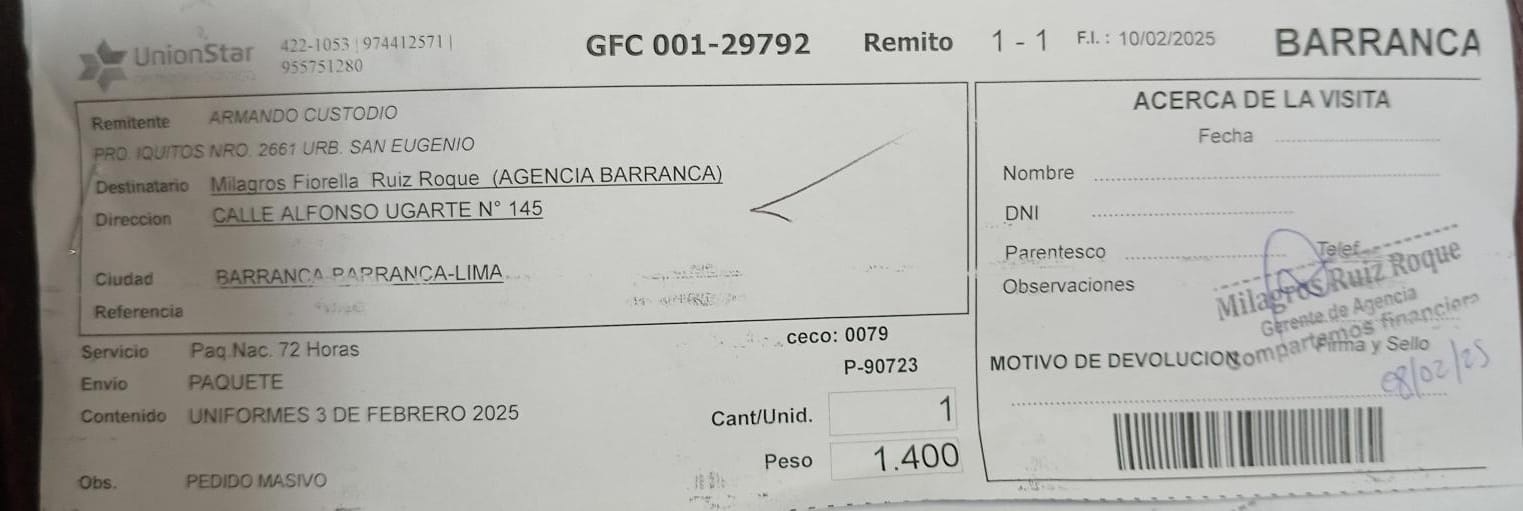 UnionStar 422-1053 | 974412571 | GFC 001-29792 Remito 1 - 1 F.I. : 10/02/2025 BARRANCA
955751280
Remitente ARMANDO CUSTODIO
PRO. IQUITOS NRO. 2661 URB. SAN EUGENIO
Destinatario Milagros Fiorella Ruiz Roque (AGENCIA BARRANCA)
Direccion CALLE ALFONSO UGARTE N° 145
Ciudad BARRANCA-BARRANCA-LIMA
Referencia
Servicio Paq.Nac. 72 Horas
Envio PAQUETE
Contenido UNIFORMES 3 DE FEBRERO 2025
Obs. PEDIDO MASIVO
ceco: 0079
P-90723
Cant/Unid. 1
Peso 1.400
ACERCA DE LA VISITA
Fecha
Nombre
DNI
Parentesco Telef.
Observaciones
Milagros Ruiz Roque
Gerente de Agencia
Compartamos financiera
Firma y Sello
MOTIVO DE DEVOLUCION
08/02/25